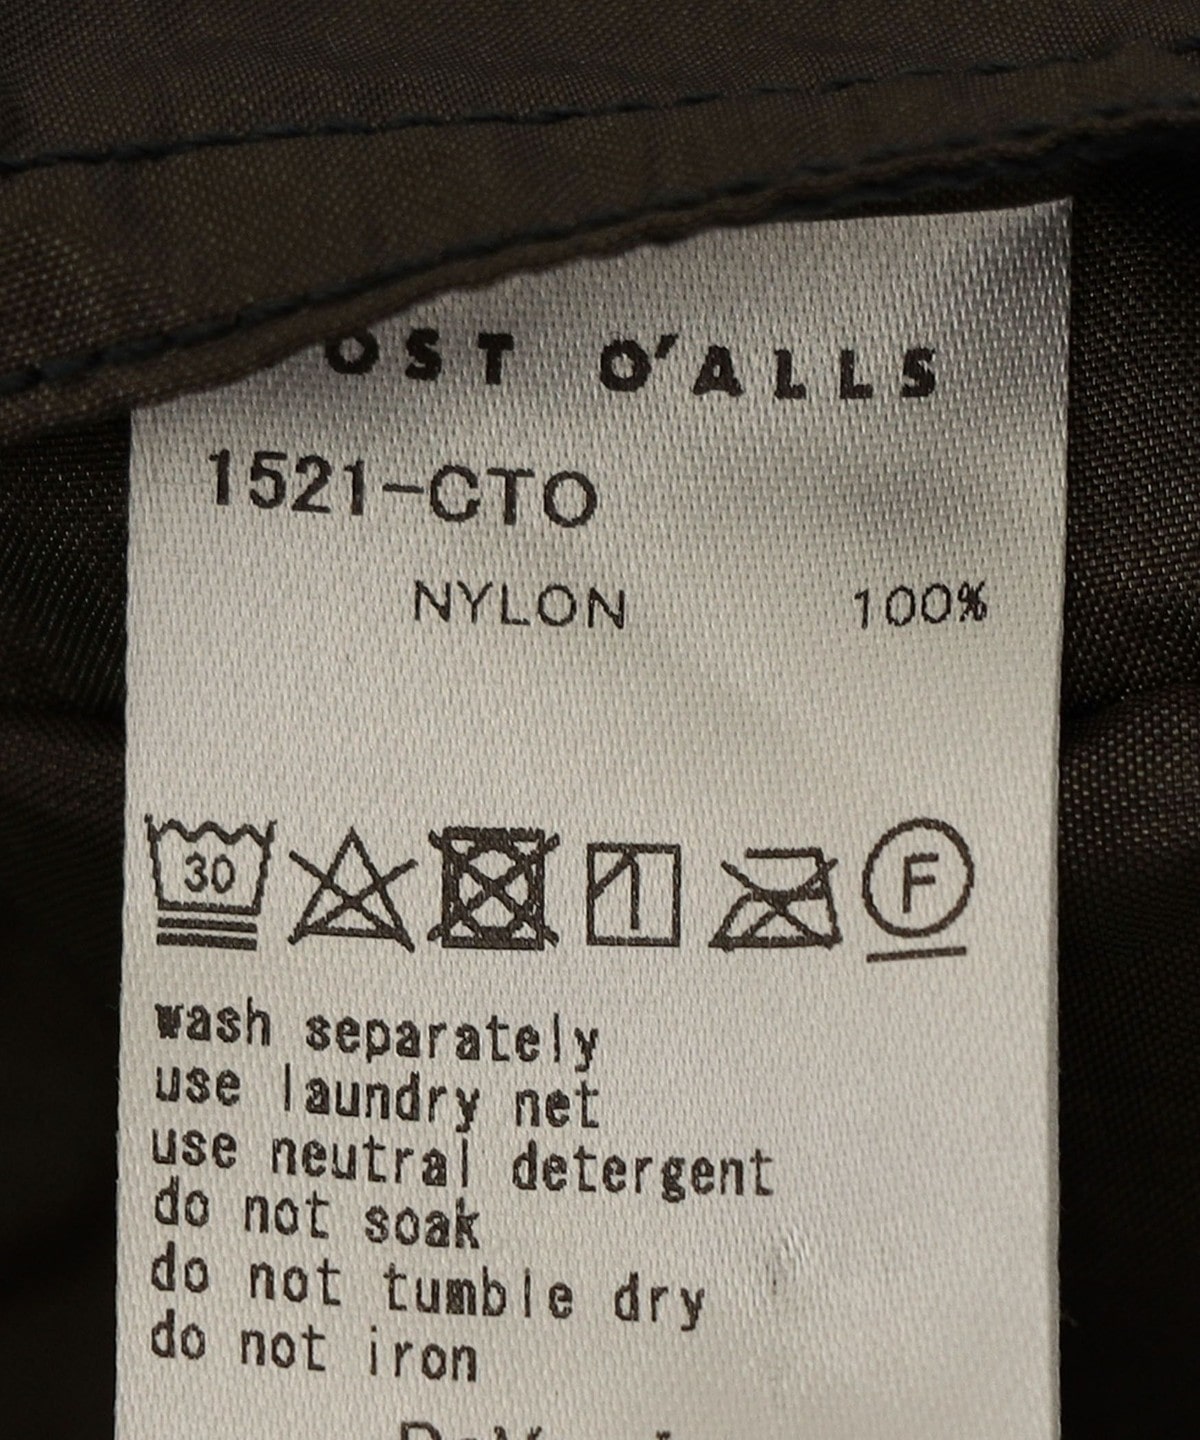 OST O'ALLS
1521-CTO
NYLON 100%
30
F
wash separately
use laundry net
use neutral detergent
do not soak
do not tumble dry
do not iron